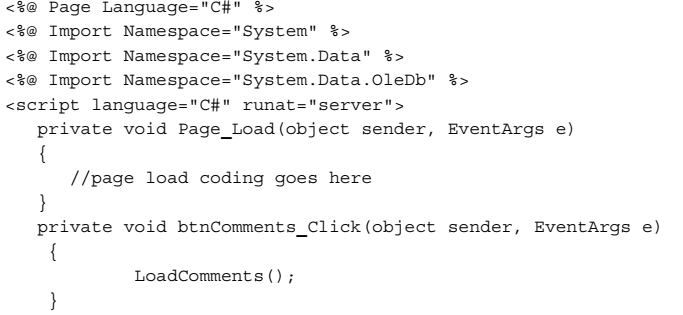 <%@ Page Language="C#" %>
<%@ Import Namespace="System" %>
<%@ Import Namespace="System.Data" %>
<%@ Import Namespace="System.Data.OleDb" %>
<script language="C#" runat="server">
   private void Page_Load(object sender, EventArgs e)
   {
      //page load coding goes here
   }
   private void btnComments_Click(object sender, EventArgs e)
    {
            LoadComments();
    }